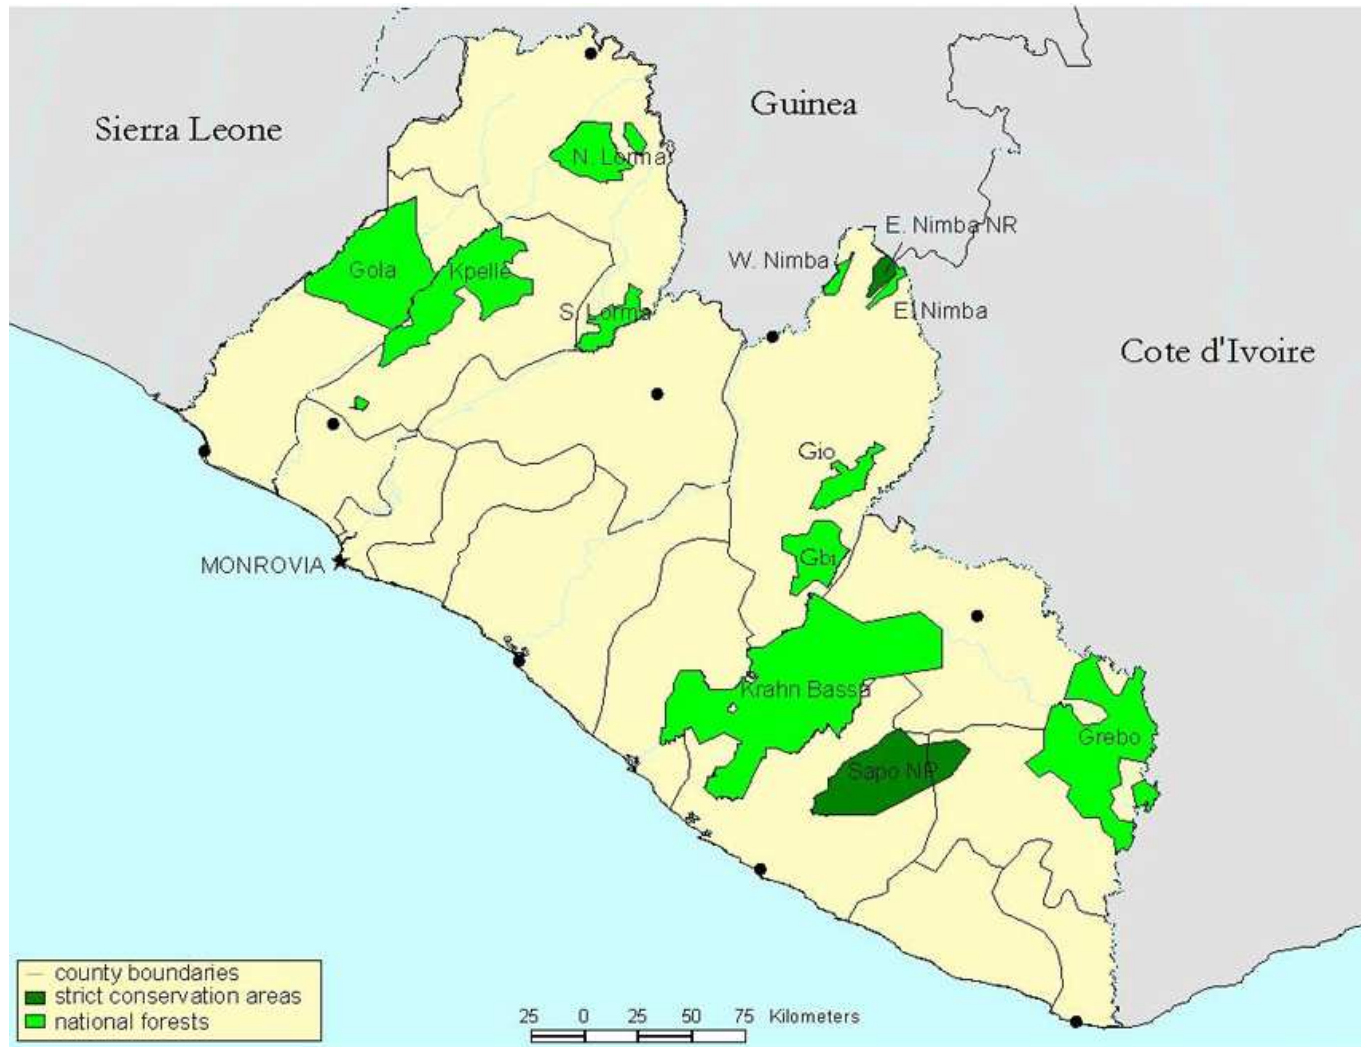 Guinea
Sierra Leone
N. Lorma
E. Nimba NR
W. Nimba
Gola
Kpelle
S. Lorma
E. Nimba
Cote d'Ivoire
Gio
Gbi
MONROVIA
Krahn Bassa
Grebo
Sapo NP
county boundaries
strict conservation areas
national forests
25 0 25 50 75 Kilometers